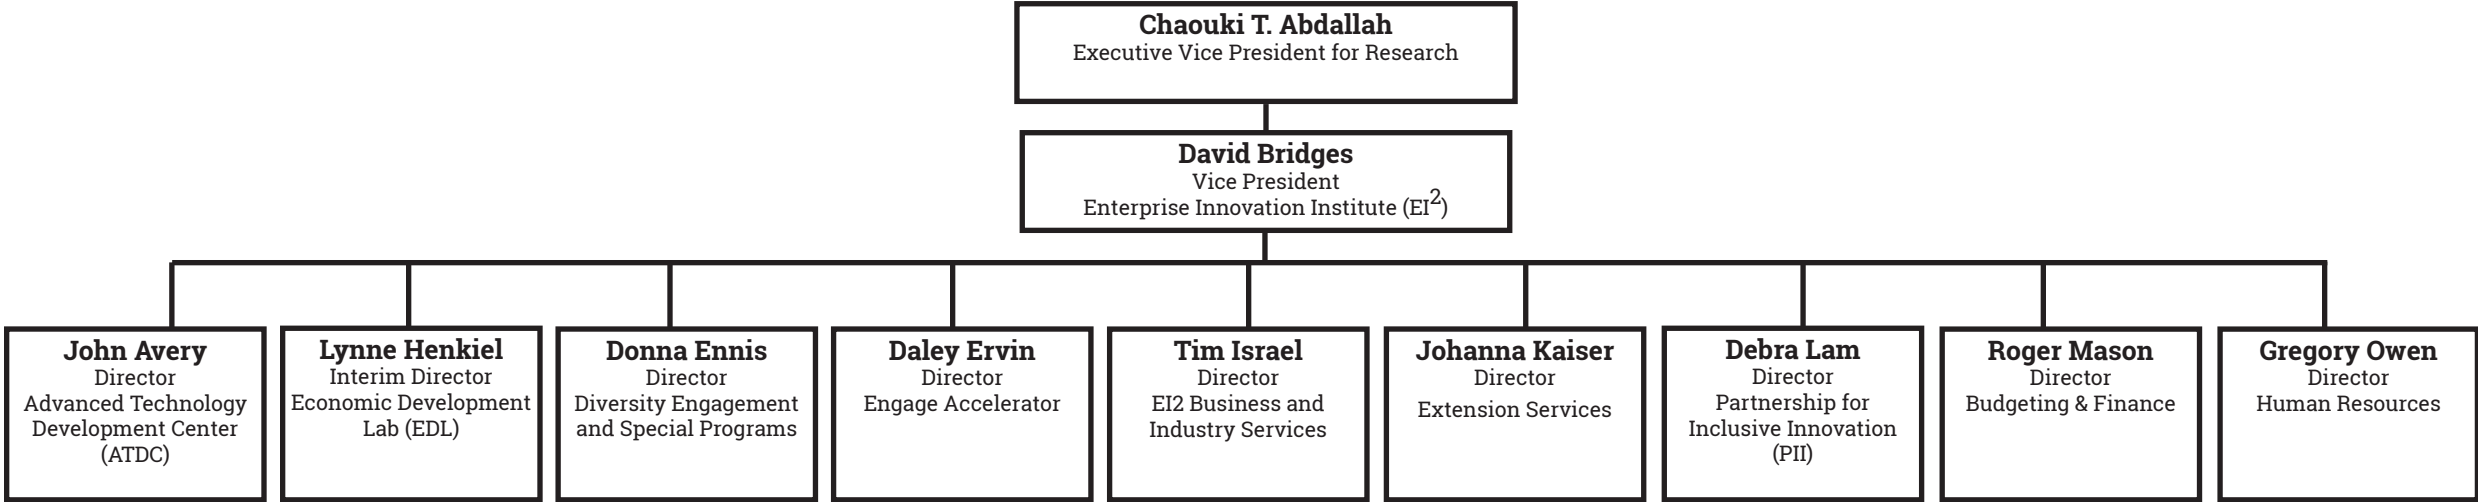 Chaouki T. Abdallah
Executive Vice President for Research
David Bridges
Vice President
Enterprise Innovation Institute (EI²)
John Avery
Director
Advanced Technology
Development Center
(ATDC)
Lynne Henkiel
Interim Director
Economic Development
Lab (EDL)
Donna Ennis
Director
Diversity Engagement
and Special Programs
Daley Ervin
Director
Engage Accelerator
Tim Israel
Director
EI2 Business and
Industry Services
Johanna Kaiser
Director
Extension Services
Debra Lam
Director
Partnership for
Inclusive Innovation
(PII)
Roger Mason
Director
Budgeting & Finance
Gregory Owen
Director
Human Resources